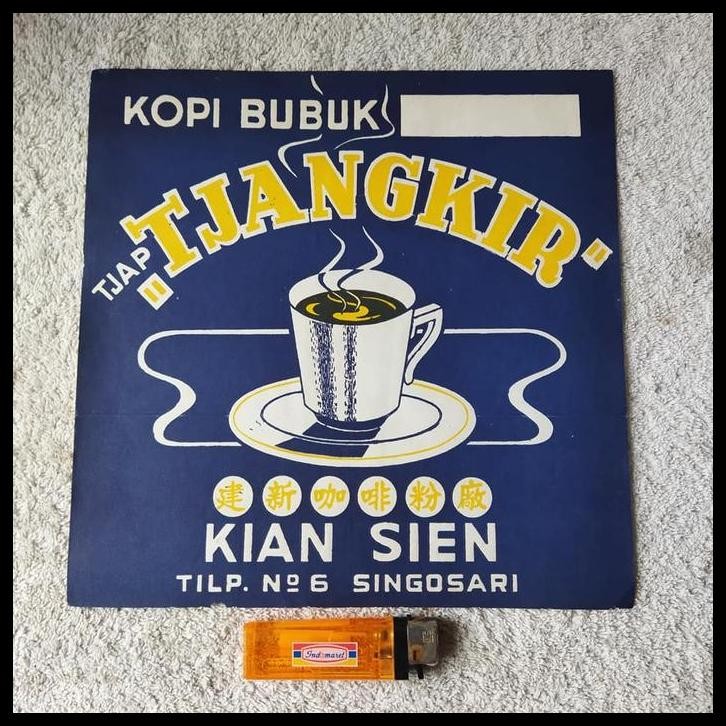 KOPI BUBUK
TJAP
"TJANGKIR"
建新咖啡粉廠
KIAN SIEN
TILP. Nº 6 SINGOSARI
Indomaret